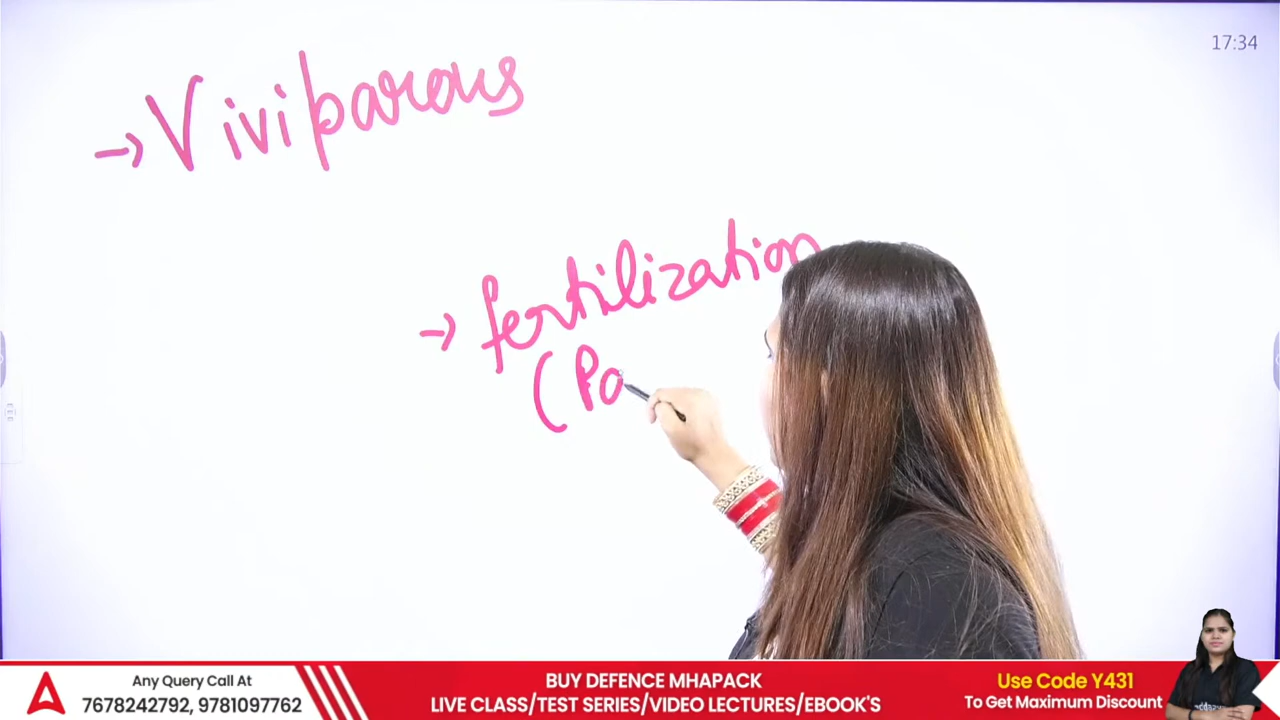 17:34
→ Viviparous
→ fertilization
(Pa
Any Query Call At
7678242792, 9781097762
BUY DEFENCE MHAPACK
LIVE CLASS/TEST SERIES/VIDEO LECTURES/EBOOK'S
Use Code Y431
To Get Maximum Discount